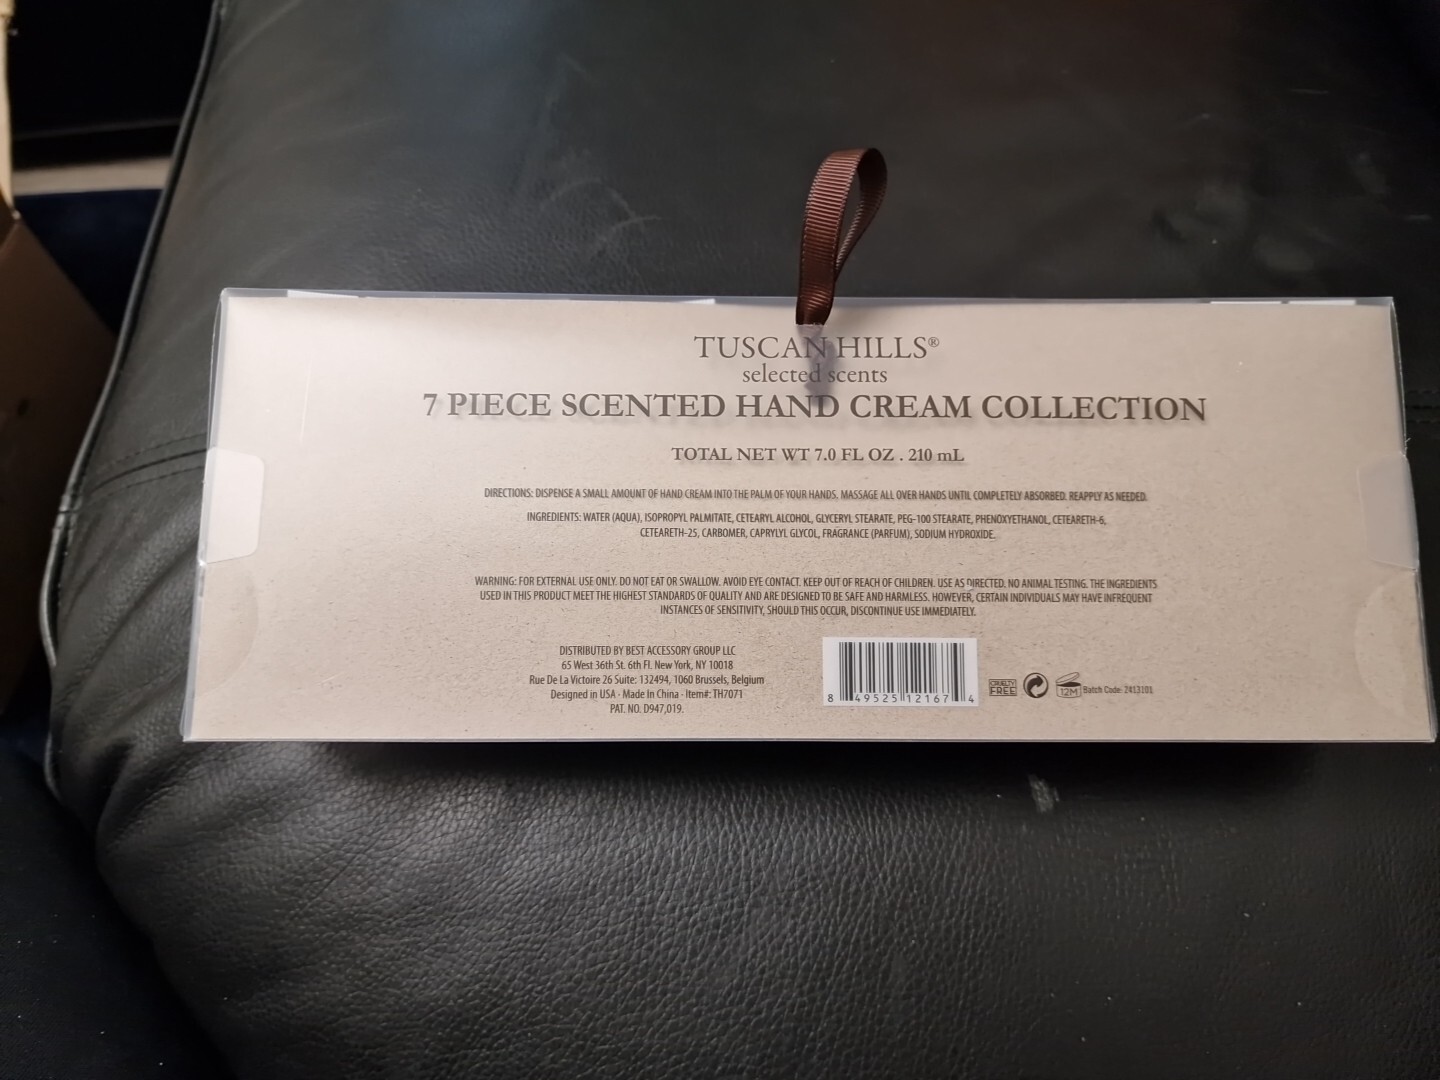 TUSCAN HILLS®
selected scents
7 PIECE SCENTED HAND CREAM COLLECTION
TOTAL NET WT 7.0 FL OZ . 210 mL
DIRECTIONS: DISPENSE A SMALL AMOUNT OF HAND CREAM INTO THE PALM OF YOUR HANDS, MASSAGE ALL OVER HANDS UNTIL COMPLETELY ABSORBED. REAPPLY AS NEEDED.
INGREDIENTS: WATER (AQUA), ISOPROPYL PALMITATE, CETEARYL ALCOHOL, GLYCERYL STEARATE, PEG-100 STEARATE, PHENOXYETHANOL, CETEARETH-6,
CETEARETH-25, CARBOMER, CAPRYLYL GLYCOL, FRAGRANCE (PARFUM), SODIUM HYDROXIDE.
WARNING: FOR EXTERNAL USE ONLY. DO NOT EAT OR SWALLOW. AVOID EYE CONTACT. KEEP OUT OF REACH OF CHILDREN. USE AS DIRECTED. NO ANIMAL TESTING. THE INGREDIENTS
USED IN THIS PRODUCT MEET THE HIGHEST STANDARDS OF QUALITY AND ARE DESIGNED TO BE SAFE AND HARMLESS. HOWEVER, CERTAIN INDIVIDUALS MAY HAVE INFREQUENT
INSTANCES OF SENSITIVITY, SHOULD THIS OCCUR, DISCONTINUE USE IMMEDIATELY.
DISTRIBUTED BY BEST ACCESSORY GROUP LLC
65 West 36th St. 6th Fl. New York, NY 10018
Rue De La Victoire 26 Suite: 132494, 1060 Brussels, Belgium
Designed in USA · Made In China · Item#: TH7071
PAT. NO. D947,019.
8 49525 12167 4
CRUELTY
FREE
12M
Batch Code: 2413101